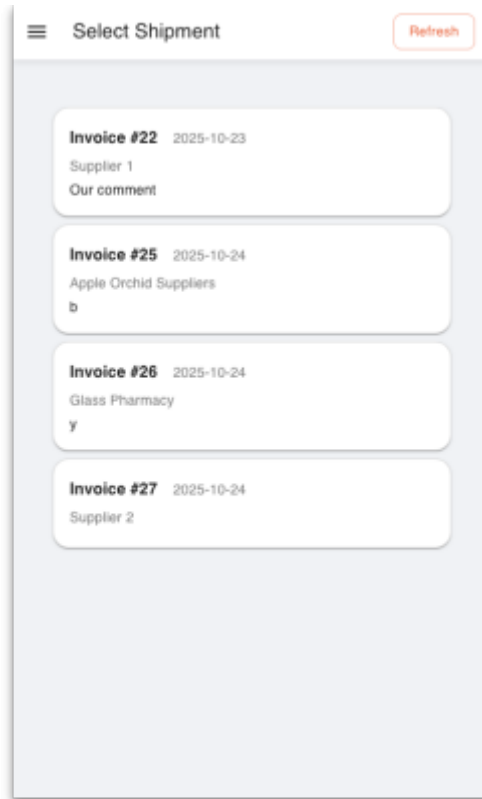 Select Shipment
Refresh
Invoice #22 2025-10-23
Supplier 1
Our comment
Invoice #25 2025-10-24
Apple Orchid Suppliers
b
Invoice #26 2025-10-24
Glass Pharmacy
y
Invoice #27 2025-10-24
Supplier 2